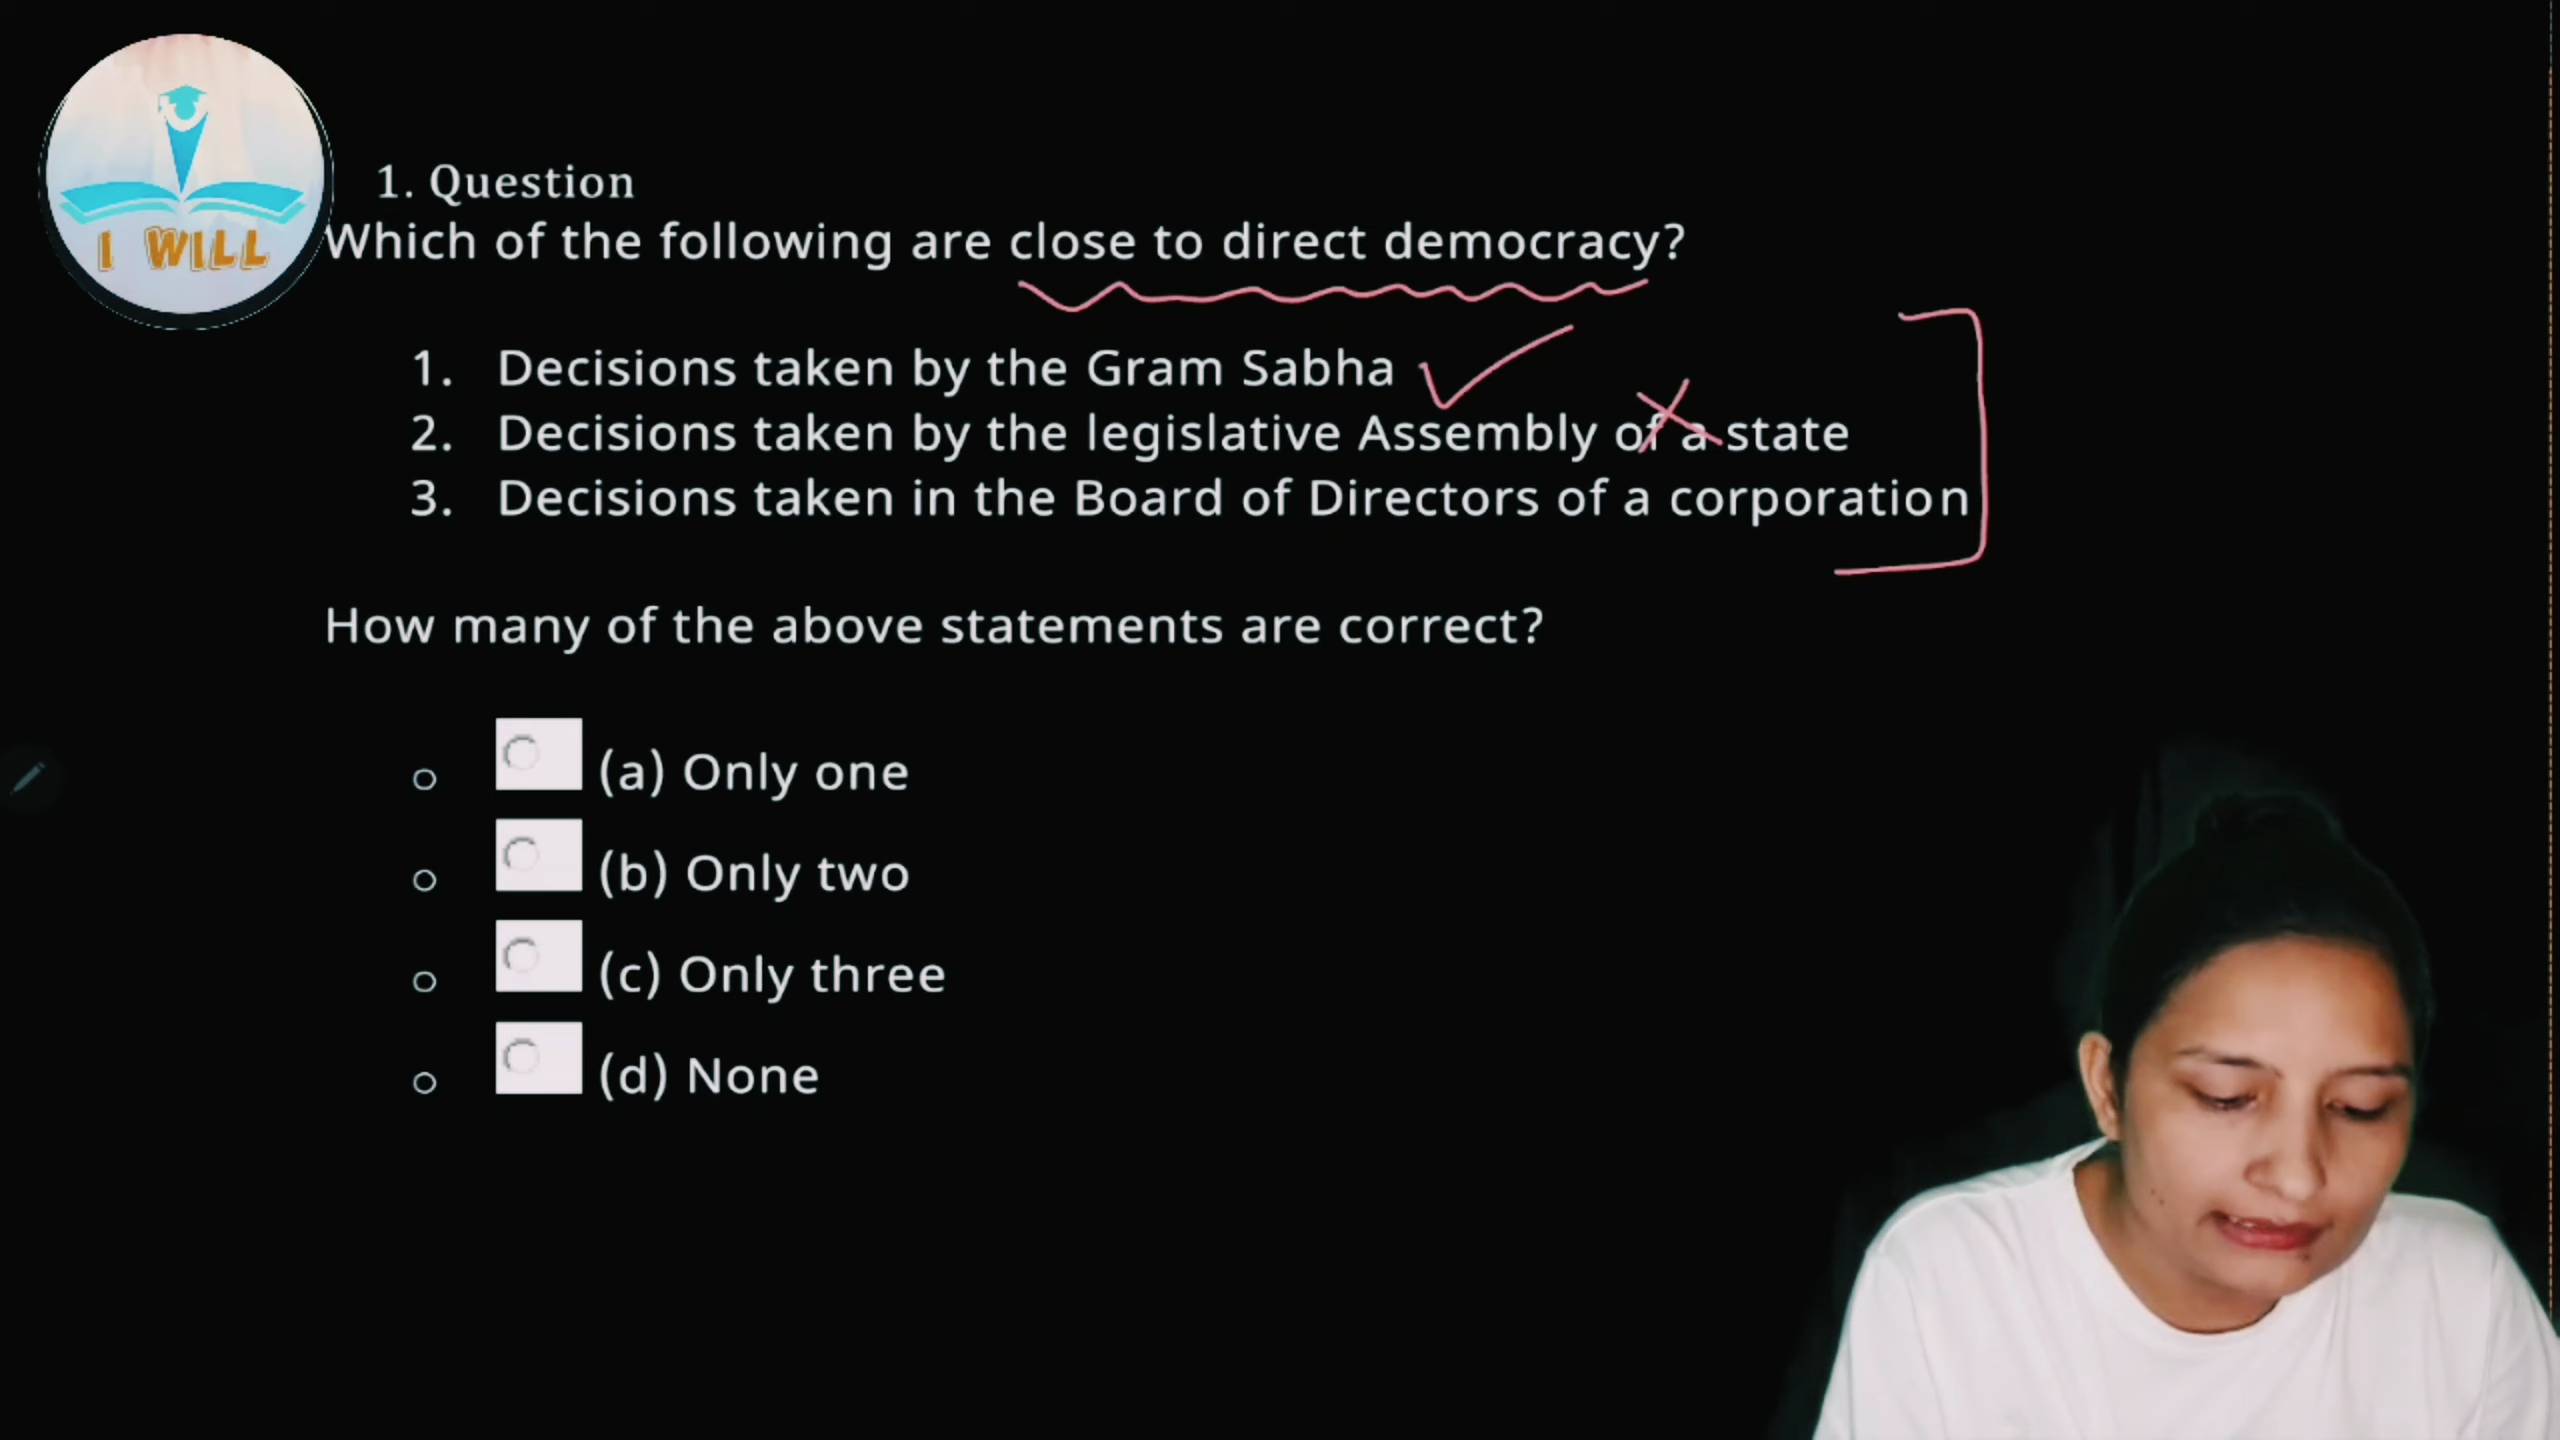 I WILL
1. Question
Which of the following are close to direct democracy?
1. Decisions taken by the Gram Sabha
2. Decisions taken by the legislative Assembly of a state
3. Decisions taken in the Board of Directors of a corporation
How many of the above statements are correct?
(a) Only one
(b) Only two
(c) Only three
(d) None